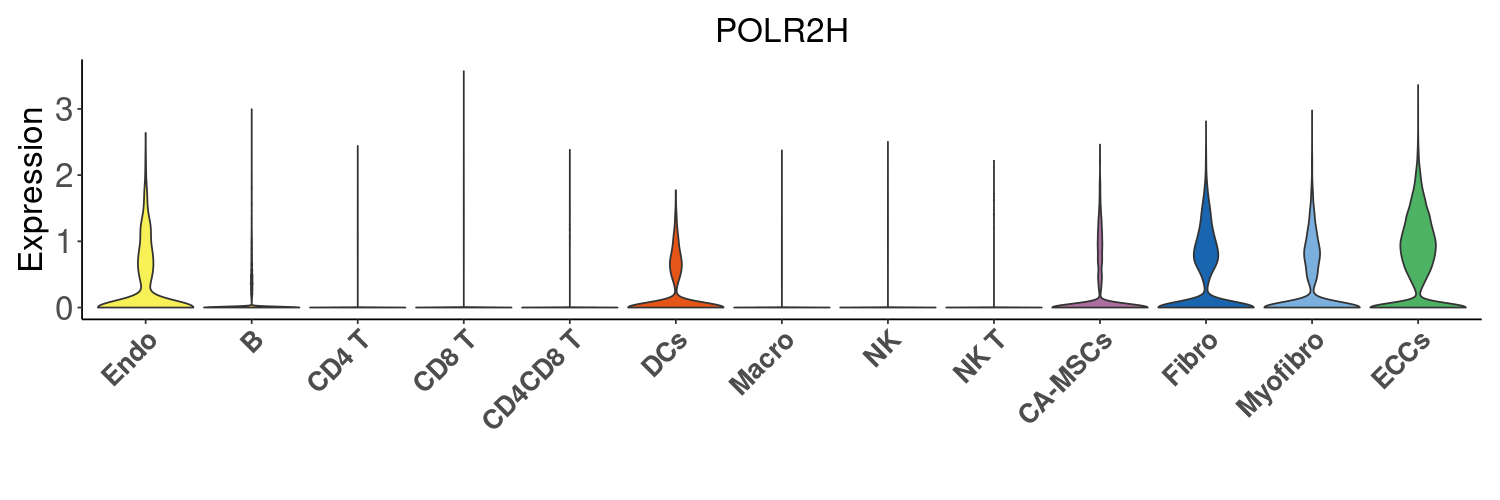 POLR2H
Expression
3
2
1
0
Endo
B
CD4 T
CD8 T
CD4CD8 T
DCs
Macro
NK
NK T
CA-MSCs
Fibro
Myofibro
ECCs